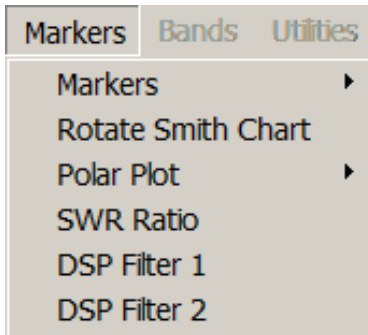 Markers Bands Utilities
Markers
Rotate Smith Chart
Polar Plot
SWR Ratio
DSP Filter 1
DSP Filter 2